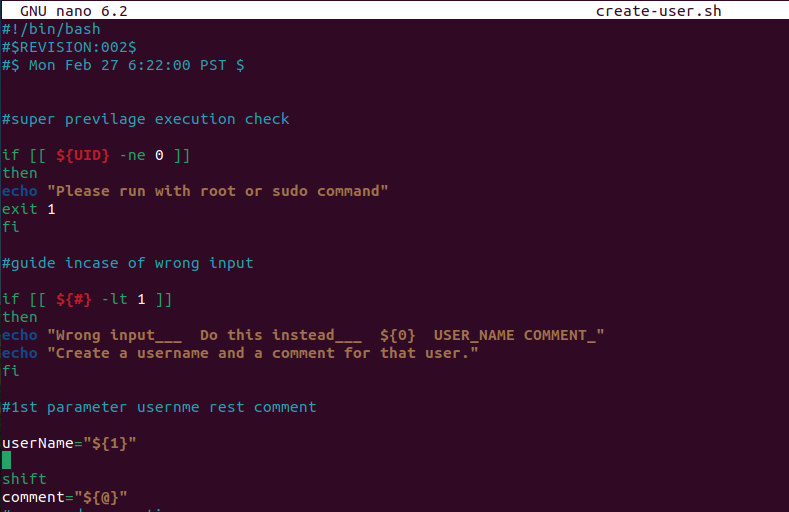 GNU nano 6.2 create-user.sh
#!/bin/bash
#$REVISION:002$
#$ Mon Feb 27 6:22:00 PST $
#super previlage execution check
if [[ ${UID} -ne 0 ]]
then
echo "Please run with root or sudo command"
exit 1
fi
#guide incase of wrong input
if [[ ${#} -lt 1 ]]
then
echo "Wrong input___  Do this instead___  ${0}  USER_NAME COMMENT_"
echo "Create a username and a comment for that user."
fi
#1st parameter usernme rest comment
userName="${1}"
shift
comment="${@}"